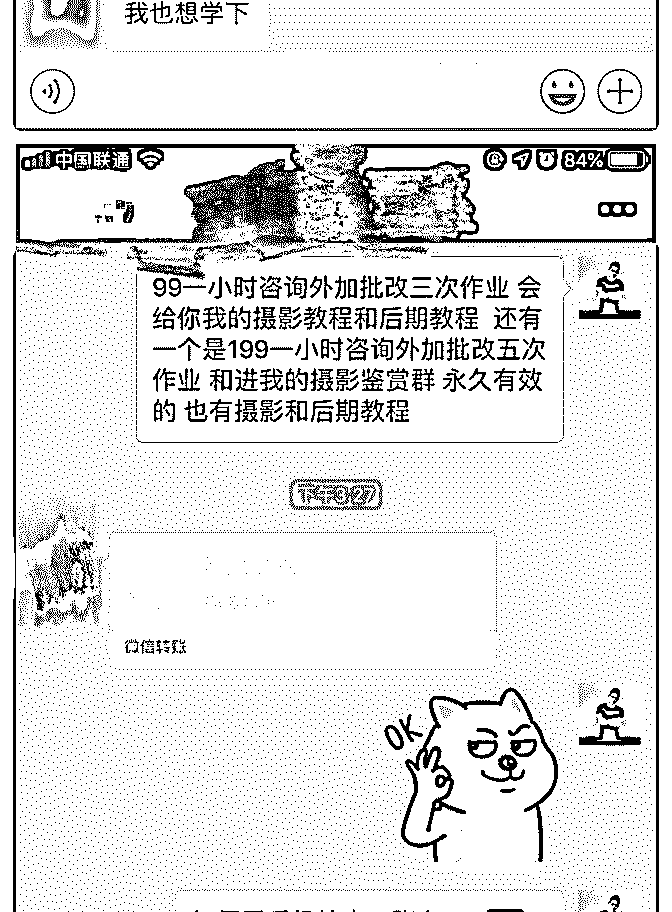 我也想学下
中国联通 84%
99一小时咨询外加批改三次作业 会
给你我的摄影教程和后期教程 还有
一个是199一小时咨询外加批改五次
作业 和进我的摄影鉴赏群 永久有效
的 也有摄影和后期教程
下午3:27
微信转账
OK